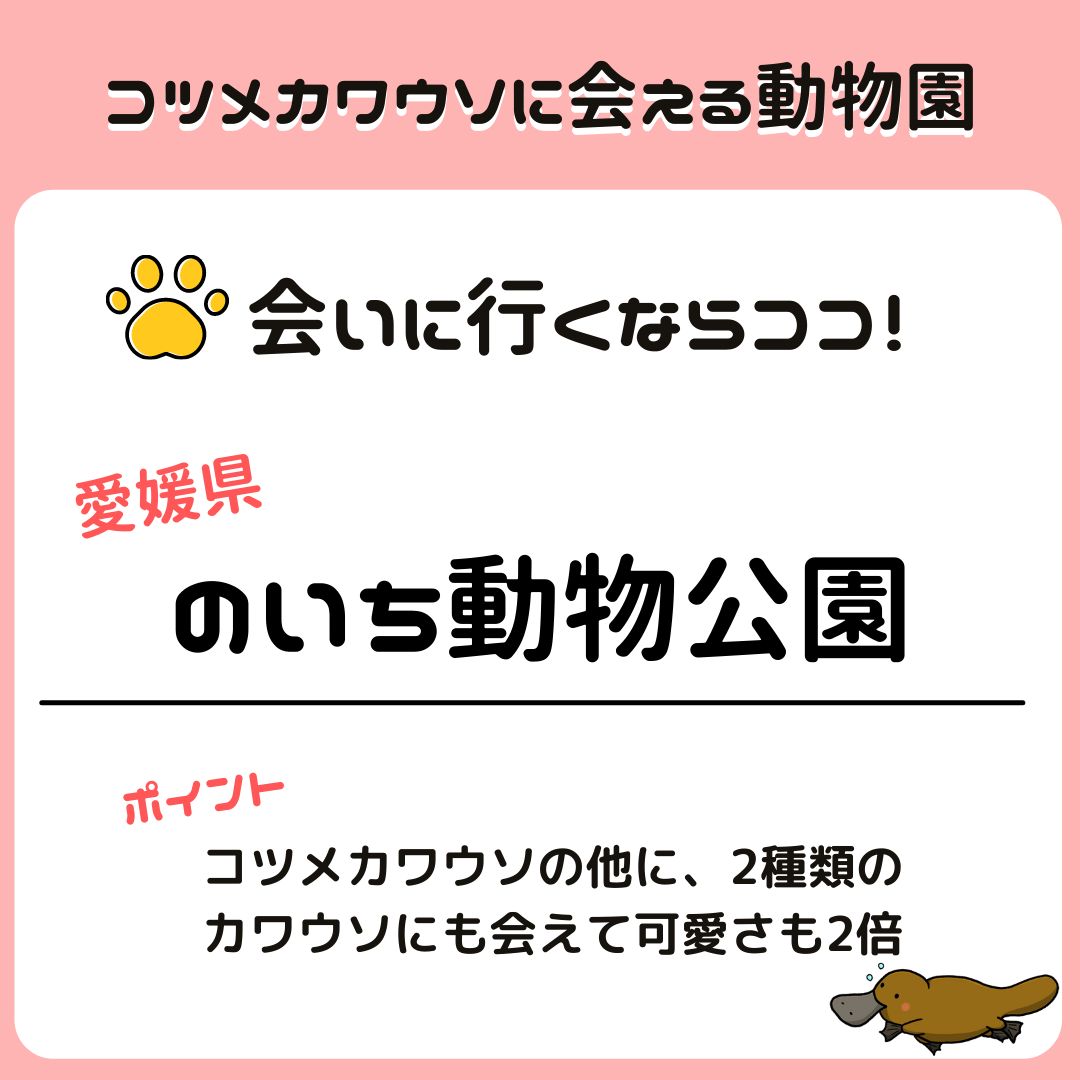 コツメカワウソに会える動物園
会いに行くならココ!
愛媛県
のいち動物公園
ポイント
コツメカワウソの他に、2種類の
カワウソにも会えて可愛さも2倍